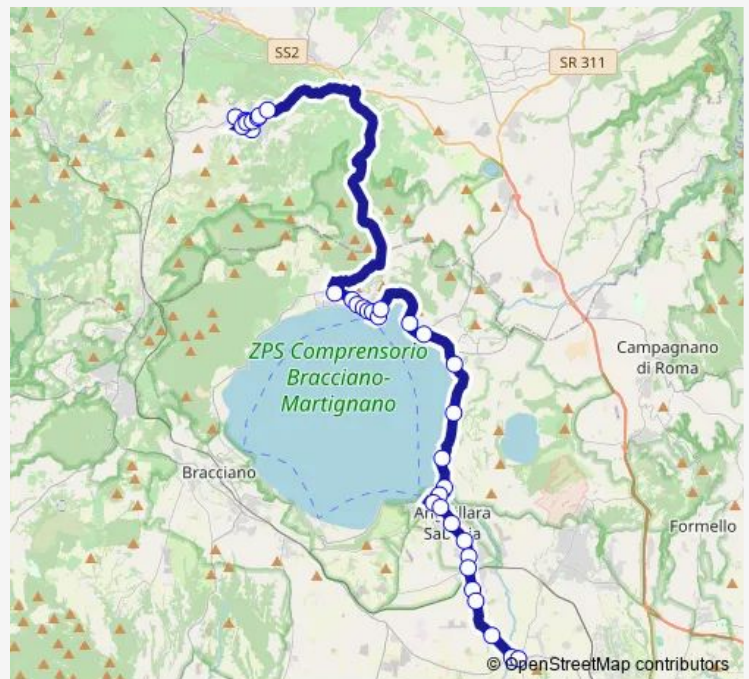 SS2
SR 311
ZPS Comprensorio
Bracciano-
Martignano
Campagnano
di Roma
Bracciano
Formello
© OpenStreetMap contributors